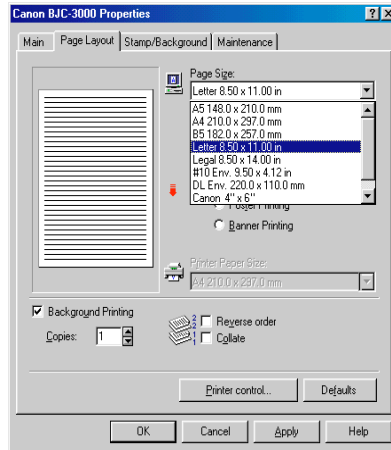 Canon BJC-3000 Properties
Main Page Layout Stamp/Background Maintenance
Page Size:
Letter 8.50 x 11.00 in
A5 148.0 x 210.0 mm
A4 210.0 x 297.0 mm
B5 182.0 x 257.0 mm
Letter 8.50 x 11.00 in
Legal 8.50 x 14.00 in
#10 Env. 9.50 x 4.12 in
DL Env. 220.0 x 110.0 mm
Canon 4" x 6"
Poster Printing
Banner Printing
Printer Paper Size:
A4 210.0 x 297.0 mm
Background Printing
Copies: 1
Reverse order
Collate
Printer control... Defaults
OK Cancel Apply Help